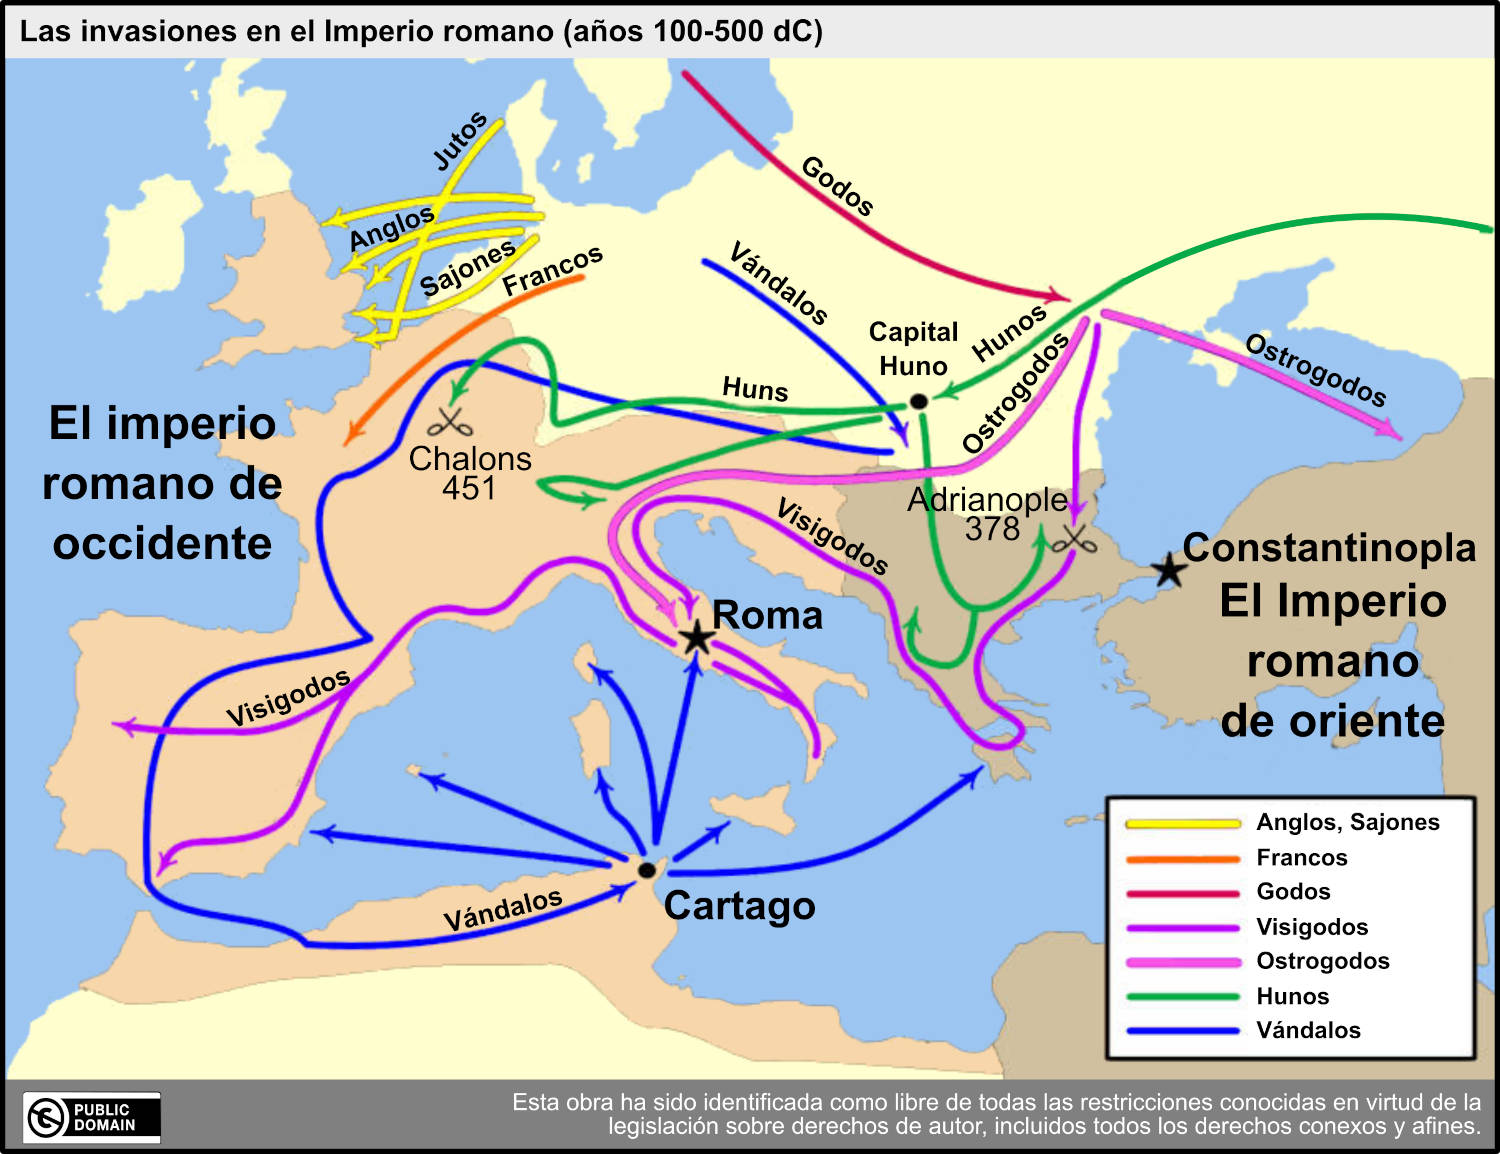 Las invasiones en el Imperio romano (años 100-500 dC)
Jutos
Anglos
Sajones
Francos
Godos
Vándalos
Capital
Huno
Hunos
Ostrogodos
Ostrogodos
Huns
El imperio
romano de
occidente
Chalons
451
Adrianople
378
Visigodos
Constantinopla
El Imperio
romano
de oriente
Roma
Visigodos
Cartago
Vándalos
Anglos, Sajones
Francos
Godos
Visigodos
Ostrogodos
Hunos
Vándalos
PUBLIC
DOMAIN
Esta obra ha sido identificada como libre de todas las restricciones conocidas en virtud de la
legislación sobre derechos de autor, incluidos todos los derechos conexos y afines.